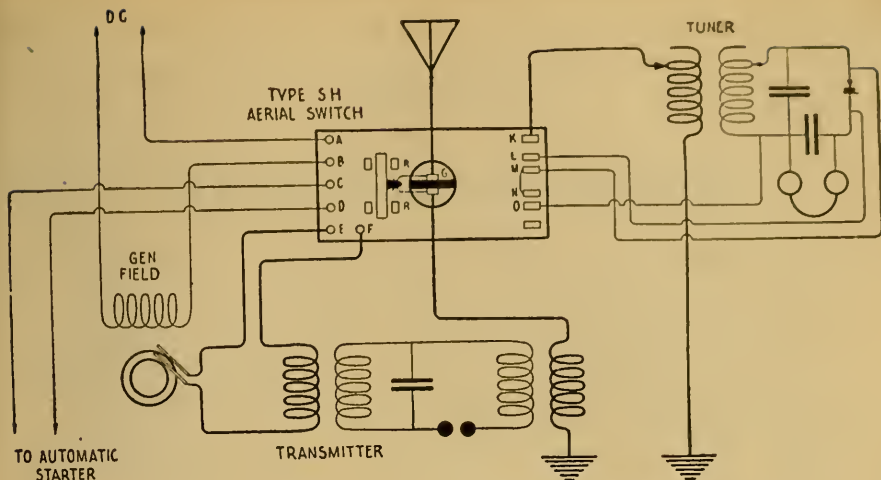 DC
TUNER
TYPE SH
AERIAL SWITCH
A
B
C
D
E F
R
R
G
K
L
M
N
O
GEN
FIELD
TRANSMITTER
TO AUTOMATIC
STARTER